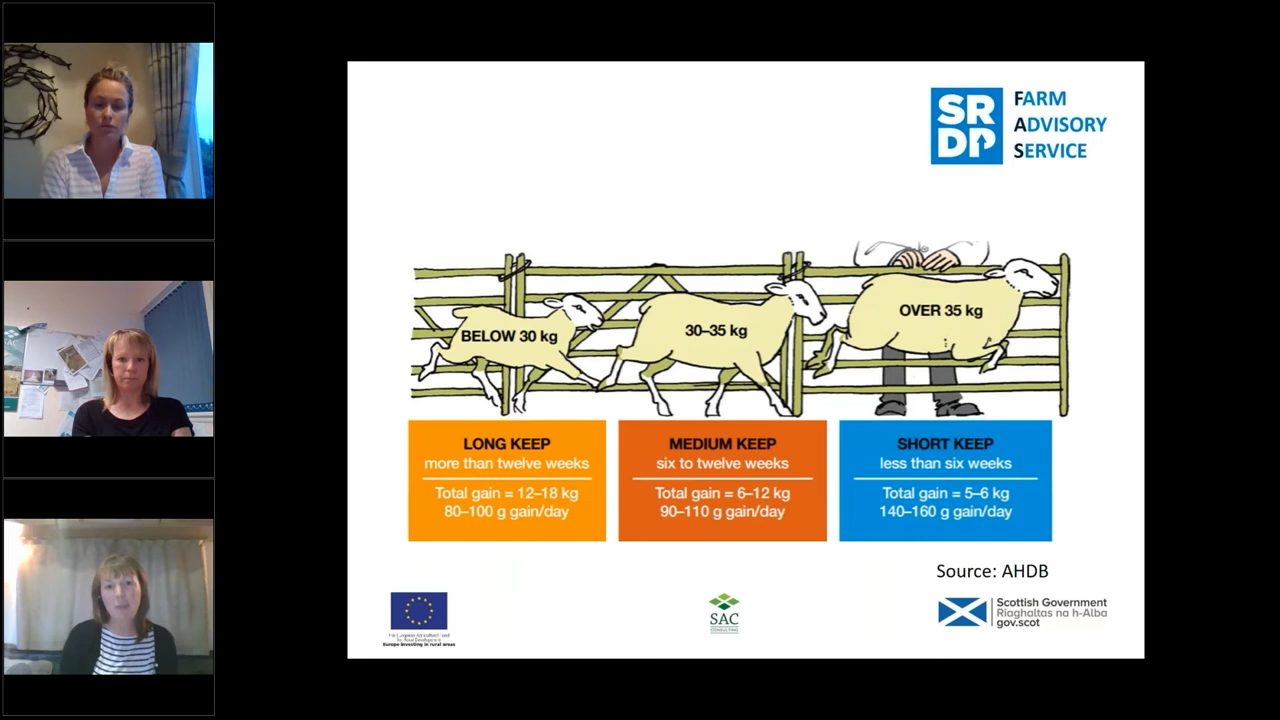 SR
DP
FARM
ADVISORY
SERVICE
BELOW 30 kg
30–35 kg
OVER 35 kg
LONG KEEP
more than twelve weeks
Total gain = 12–18 kg
80–100 g gain/day
MEDIUM KEEP
six to twelve weeks
Total gain = 6–12 kg
90–110 g gain/day
SHORT KEEP
less than six weeks
Total gain = 5–6 kg
140–160 g gain/day
Source: AHDB
Europe investing in rural areas
SAC
CONSULTING
Scottish Government
Riaghaltas na h-Alba
gov.scot
SAC